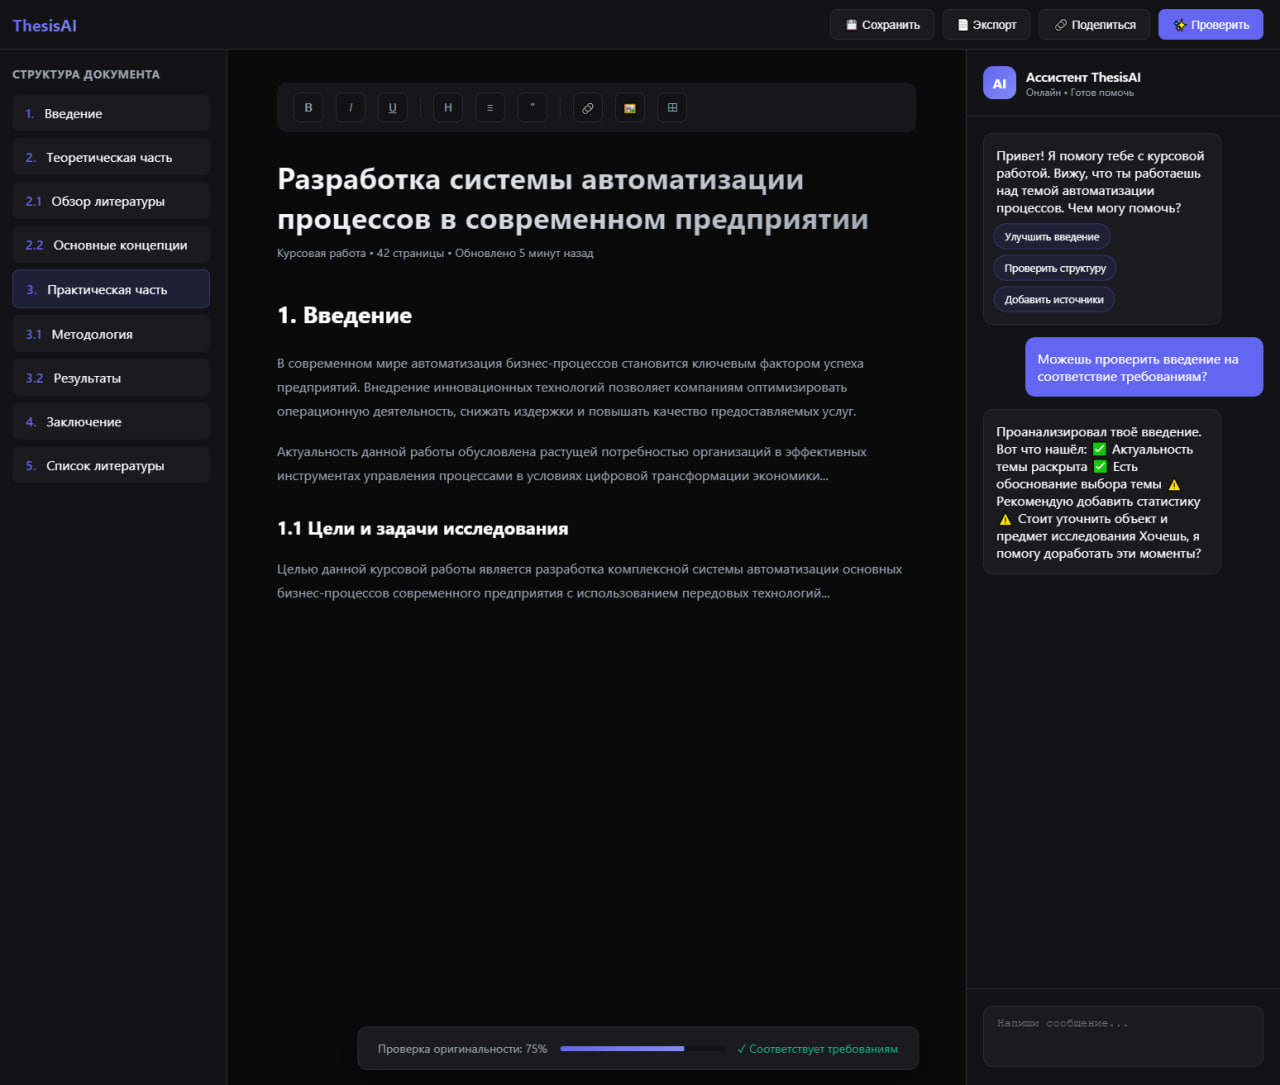 ThesisAI
Сохранить
Экспорт
Поделиться
Проверить
СТРУКТУРА ДОКУМЕНТА
1. Введение
2. Теоретическая часть
2.1 Обзор литературы
2.2 Основные концепции
3. Практическая часть
3.1 Методология
3.2 Результаты
4. Заключение
5. Список литературы
B I U H ≡ "
Разработка системы автоматизации
процессов в современном предприятии
Курсовая работа • 42 страницы • Обновлено 5 минут назад
1. Введение
В современном мире автоматизация бизнес-процессов становится ключевым фактором успеха
предприятий. Внедрение инновационных технологий позволяет компаниям оптимизировать
операционную деятельность, снижать издержки и повышать качество предоставляемых услуг.
Актуальность данной работы обусловлена растущей потребностью организаций в эффективных
инструментах управления процессами в условиях цифровой трансформации экономики...
1.1 Цели и задачи исследования
Целью данной курсовой работы является разработка комплексной системы автоматизации основных
бизнес-процессов современного предприятия с использованием передовых технологий...
Проверка оригинальности: 75%
✓ Соответствует требованиям
AI
Ассистент ThesisAI
Онлайн • Готов помочь
Привет! Я помогу тебе с курсовой
работой. Вижу, что ты работаешь
над темой автоматизации
процессов. Чем могу помочь?
Улучшить введение
Проверить структуру
Добавить источники
Можешь проверить введение на
соответствие требованиям?
Проанализировал твоё введение.
Вот что нашёл: ✅ Актуальность
темы раскрыта ✅ Есть
обоснование выбора темы ⚠️
Рекомендую добавить статистику
⚠️ Стоит уточнить объект и
предмет исследования Хочешь, я
помогу доработать эти моменты?
Напиши сообщение...